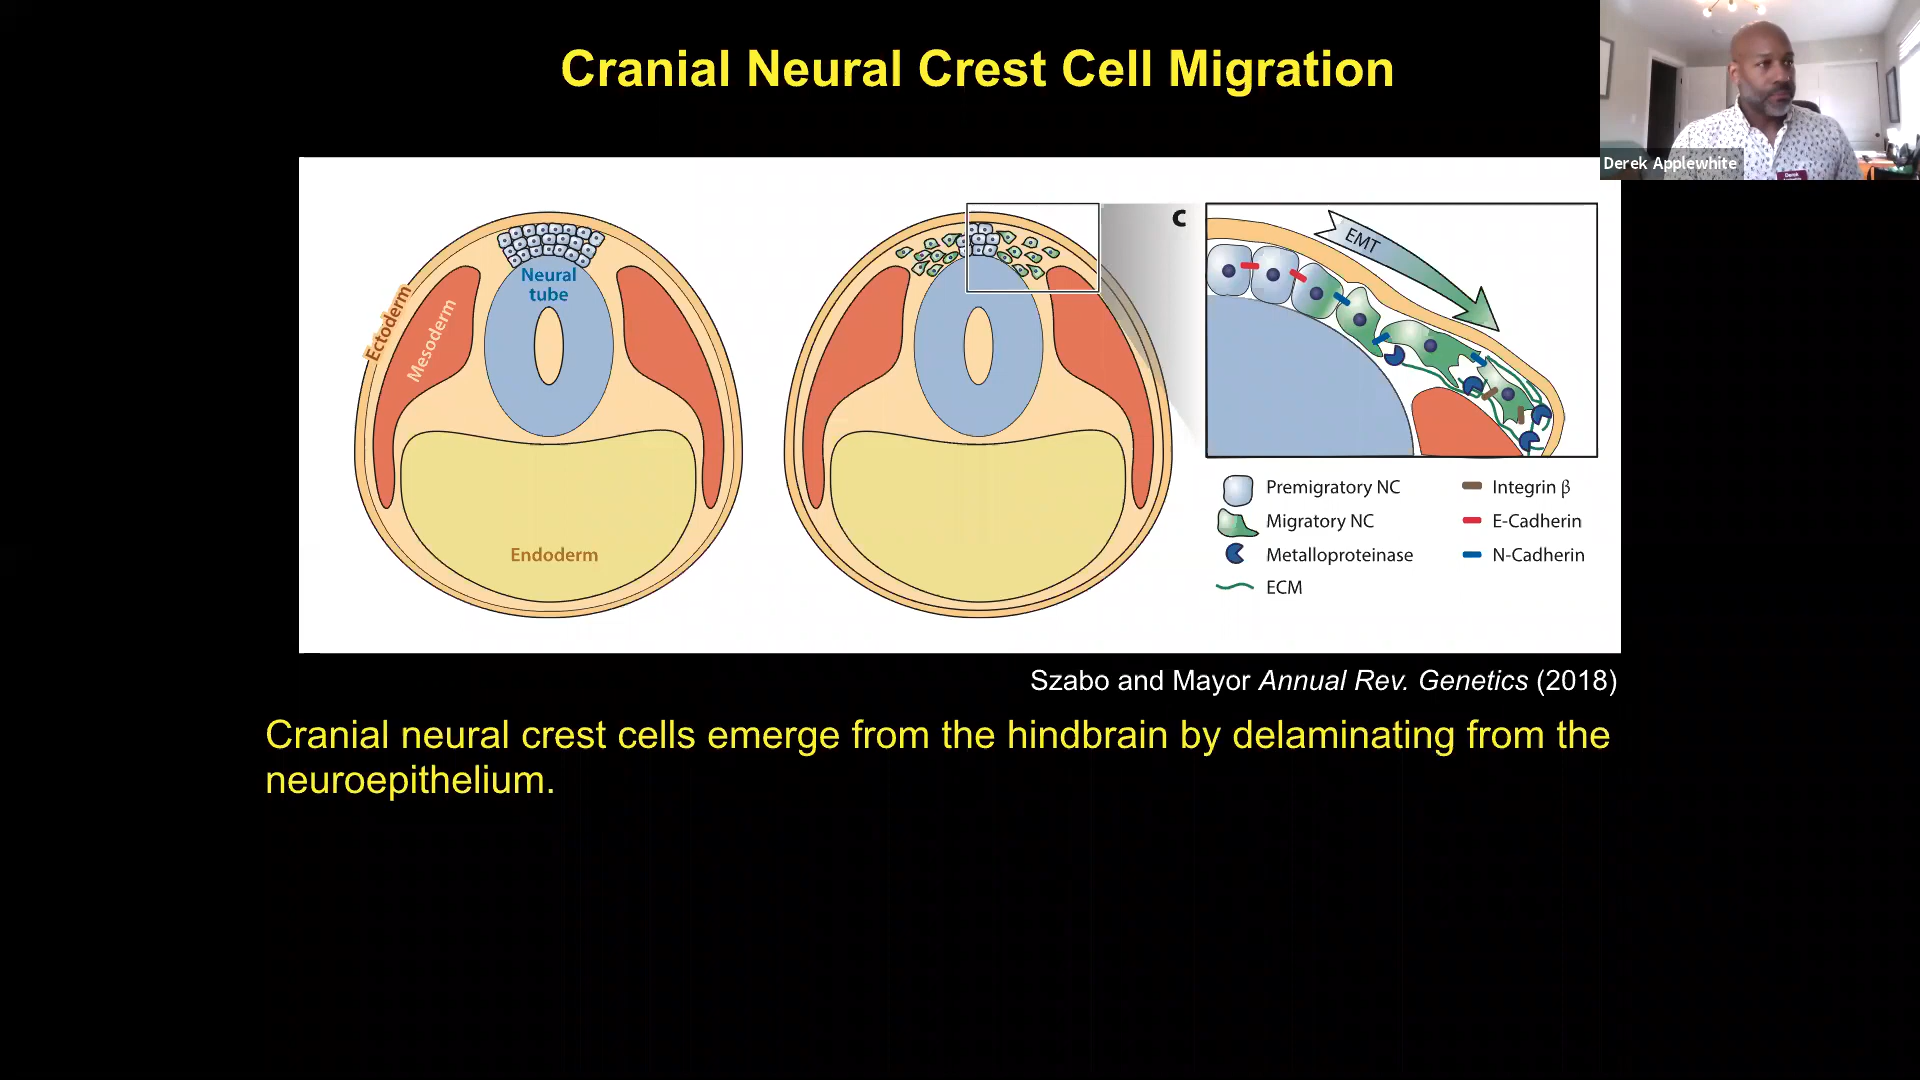 Cranial Neural Crest Cell Migration
Derek Applewhite
Derek
Neural
tube
Ectoderm
Mesoderm
Endoderm
C
EMT
Premigratory NC
Migratory NC
Metalloproteinase
ECM
Integrin β
E-Cadherin
N-Cadherin
Szabo and Mayor Annual Rev. Genetics (2018)
Cranial neural crest cells emerge from the hindbrain by delaminating from the
neuroepithelium.